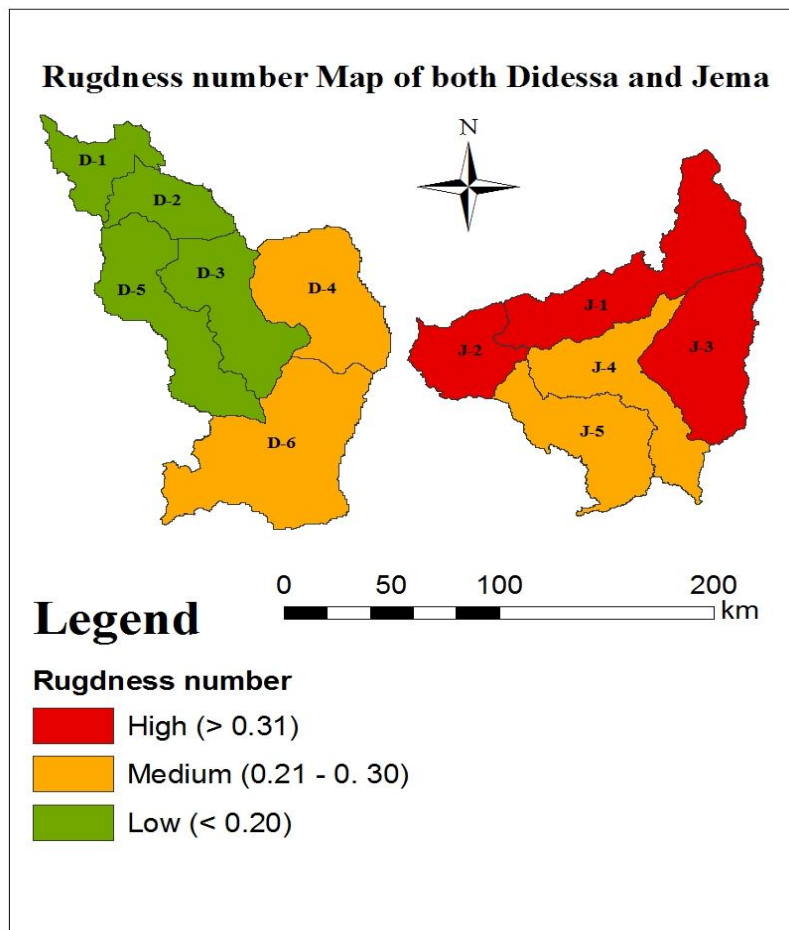 Rugdness number Map of both Didessa and Jema
N
D-1
D-2
D-3
D-5
D-4
D-6
J-1
J-2
J-3
J-4
J-5
0 50 100 200
km
Legend
Rugdness number
High (> 0.31)
Medium (0.21 - 0. 30)
Low (< 0.20)